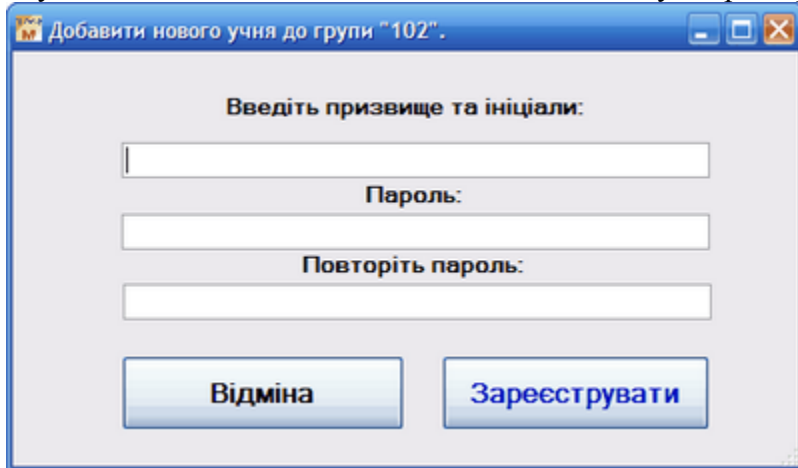 Добавити нового учня до групи "102".
Введіть призвище та ініціали:
Пароль:
Повторіть пароль:
Відміна
Зареєструвати